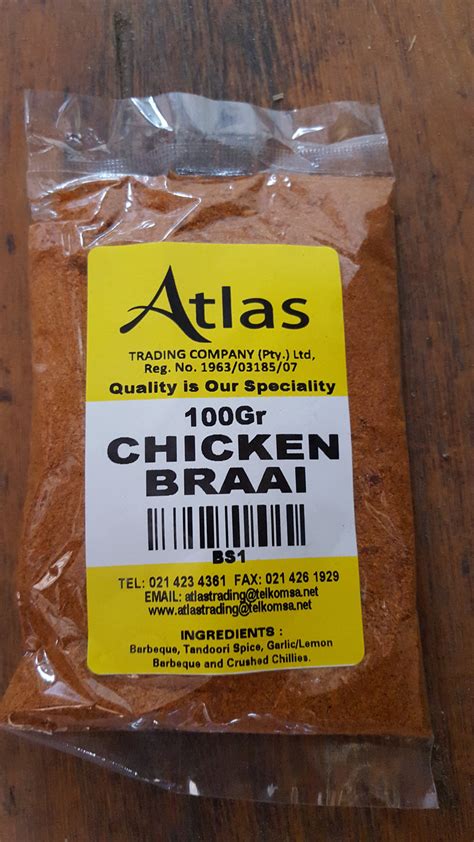 Atlas
TRADING COMPANY (Pty.) Ltd,
Reg. No. 1963/03185/07
Quality is Our Speciality
100Gr
CHICKEN
BRAAI
BS1
TEL: 021 423 4361 FAX: 021 426 1929
EMAIL: atlastrading@telkomsa.net
www.atlastrading@telkomsa.net
INGREDIENTS :
Barbeque, Tandoori Spice, Garlic/Lemon
Barbeque and Crushed Chillies.